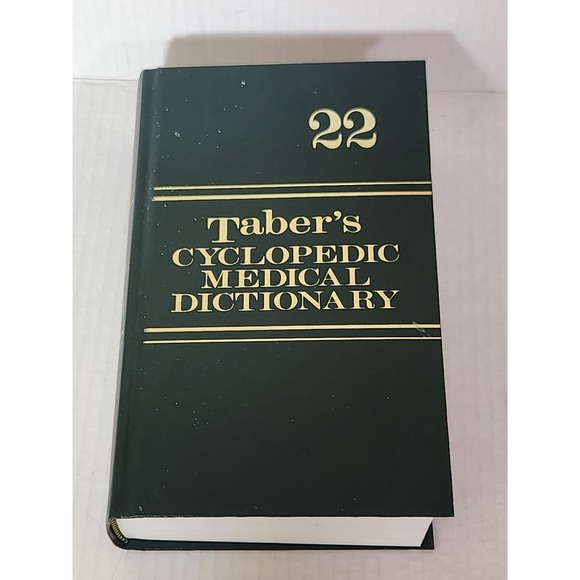 22
Taber's
CYCLOPEDIC
MEDICAL
DICTIONARY